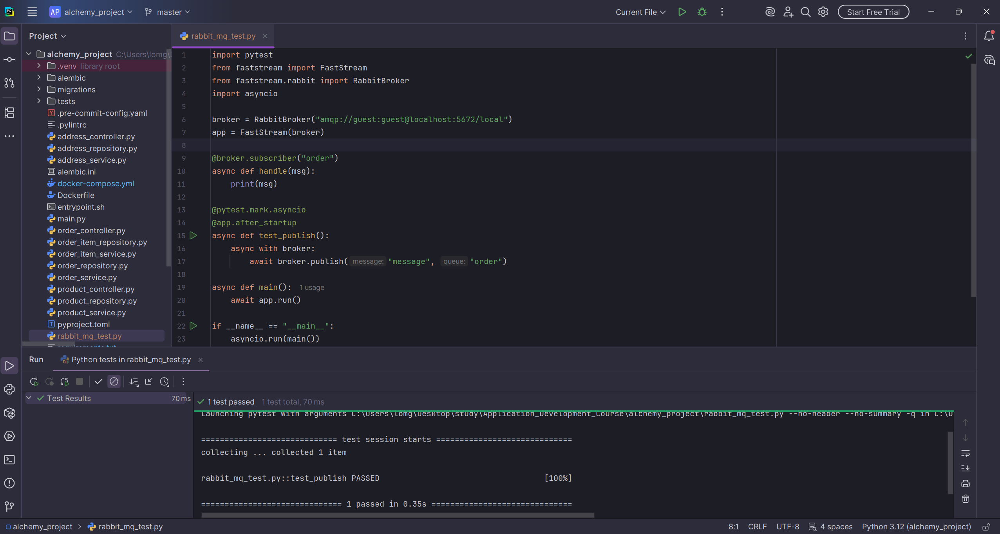 AP alchemy_project master Current File Start Free Trial
Project
rabbit_mq_test.py
alchemy_project C:\Users\lomg\
.venv library root
alembic
migrations
tests
.pre-commit-config.yaml
.pylintrc
address_controller.py
address_repository.py
address_service.py
alembic.ini
docker-compose.yml
Dockerfile
entrypoint.sh
main.py
order_controller.py
order_item_repository.py
order_item_service.py
order_repository.py
order_service.py
product_controller.py
product_repository.py
product_service.py
pyproject.toml
rabbit_mq_test.py
1 import pytest
2 from faststream import FastStream
3 from faststream.rabbit import RabbitBroker
4 import asyncio
5
6 broker = RabbitBroker("amqp://guest:guest@localhost:5672/local")
7 app = FastStream(broker)
8
9 @broker.subscriber("order")
10 async def handle(msg):
11 print(msg)
12
13 @pytest.mark.asyncio
14 @app.after_startup
15 async def test_publish():
16 async with broker:
17 await broker.publish( message: "message", queue: "order")
18
19 async def main(): 1 usage
20 await app.run()
21
22 if __name__ == "__main__":
23 asyncio.run(main())
Run Python tests in rabbit_mq_test.py
Test Results 70 ms
1 test passed 1 test total, 70 ms
Launching pytest with arguments C:\Users\lomg\Desktop\study\Application_Development_Course\alchemy_project\rabbit_mq_test.py --no-header --no-summary -q in C:\U
============================= test session starts =============================
collecting ... collected 1 item
rabbit_mq_test.py::test_publish PASSED [100%]
============================== 1 passed in 0.35s ==============================
alchemy_project > rabbit_mq_test.py 8:1 CRLF UTF-8 4 spaces Python 3.12 (alchemy_project)